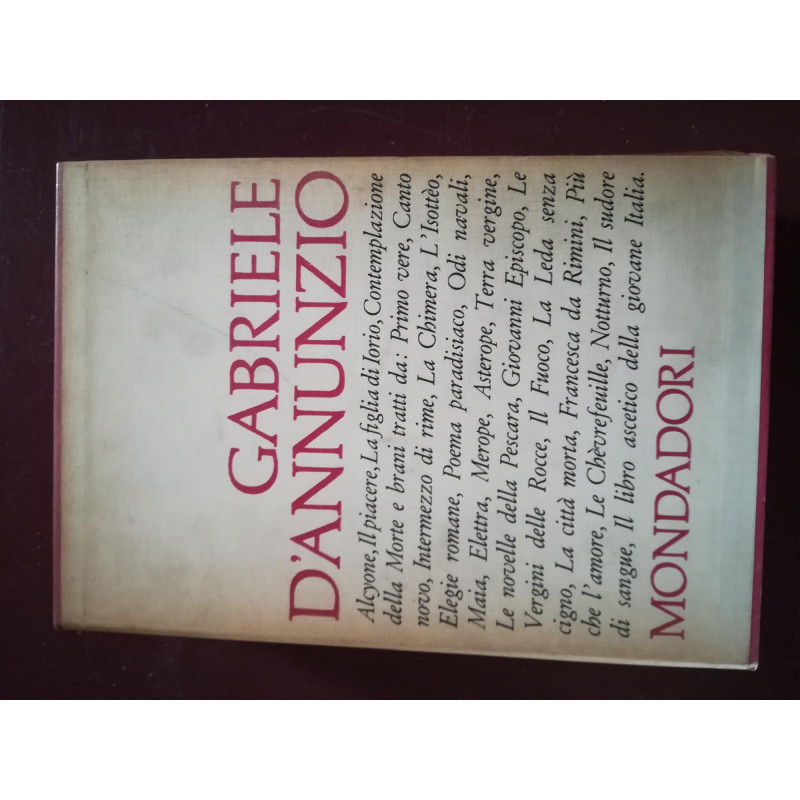 GABRIELE
D'ANNUNZIO
Alcyone, Il piacere, La figlia di Iorio, Contemplazione
della Morte e brani tratti da: Primo vere, Canto
novo, Intermezzo di rime, La Chimera, L'Isottèo,
Elegie romane, Poema paradisiaco, Odi navali,
Maia, Elettra, Merope, Asterope, Terra vergine,
Le novelle della Pescara, Giovanni Episcopo, Le
Vergini delle Rocce, Il Fuoco, La Leda senza
cigno, La città morta, Francesca da Rimini, Più
che l'amore, Le Chèvrefeuille, Notturno, Il sudore
di sangue, Il libro ascetico della giovane Italia.
MONDADORI